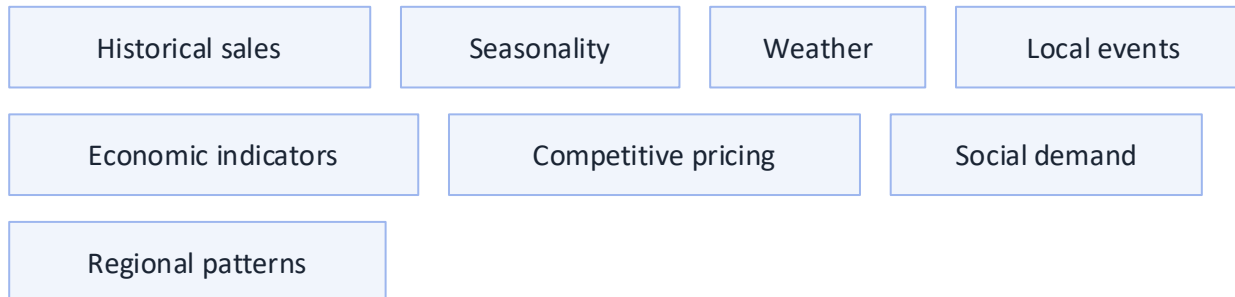 Historical sales Seasonality Weather Local events
Economic indicators Competitive pricing Social demand
Regional patterns